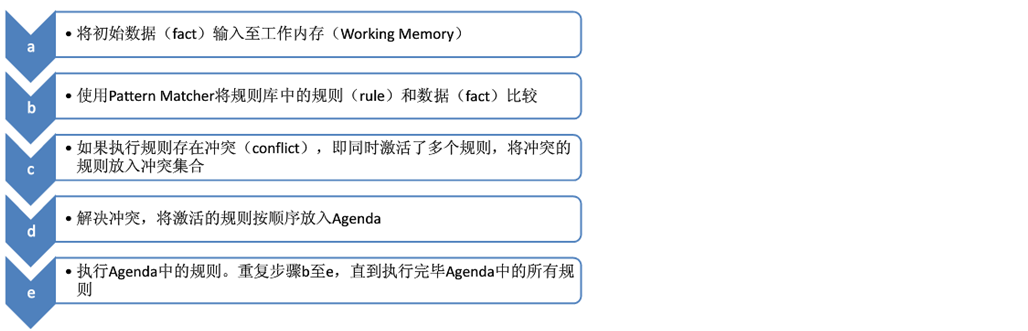 a
• 将初始数据（fact）输入至工作内存（Working Memory）
b
• 使用Pattern Matcher将规则库中的规则（rule）和数据（fact）比较
c
• 如果执行规则存在冲突（conflict），即同时激活了多个规则，将冲突的
规则放入冲突集合
d
• 解决冲突，将激活的规则按顺序放入Agenda
e
• 执行Agenda中的规则。重复步骤b至e，直到执行完毕Agenda中的所有规
则